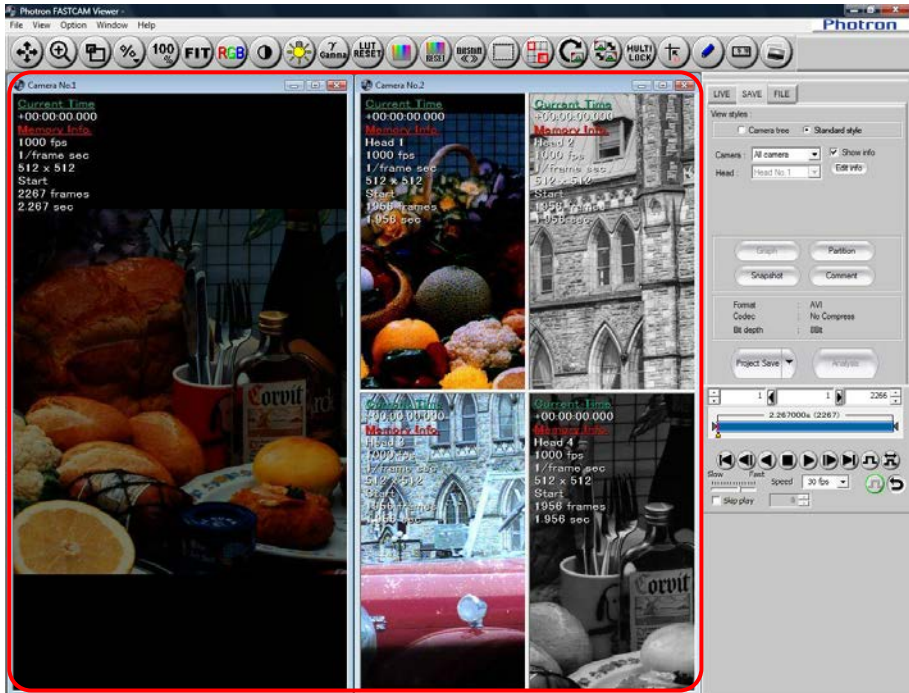 Photron FASTCAM Viewer -
File View Option Window Help
Photron
% 100 % FIT RGB γ Gamma LUT RESET RESET MULTI LOCK
Camera No.1
Current Time
+00:00:00.000
Memory Info.
1000 fps
1/frame sec
512 x 512
Start
2267 frames
2.267 sec
Corvit
Camera No.2
Current Time
+00:00:00.000
Memory Info.
Head 1
1000 fps
1/frame sec
512 x 512
Start
1956 frames
1.956 sec
Current Time
+00:00:00.000
Memory Info.
Head 2
1000 fps
1/frame sec
512 x 512
Start
1956 frames
1.956 sec
Current Time
+00:00:00.000
Memory Info.
Head 3
1000 fps
1/frame sec
512 x 512
Start
1956 frames
1.956 sec
Current Time
+00:00:00.000
Memory Info.
Head 4
1000 fps
1/frame sec
512 x 512
Start
1956 frames
1.956 sec
Corvit
LIVE SAVE FILE
View styles :
Camera tree Standard style
Camera : All camera Show info
Head : Head No.1 Edit info
Graph Partition
Snapshot Comment
Format : AVI
Codec : No Compress
Bit depth : 8Bit
Project Save Analysis
1 1 2266
2.267000s (2267)
Slow Fast Speed 30 fps
Skip play